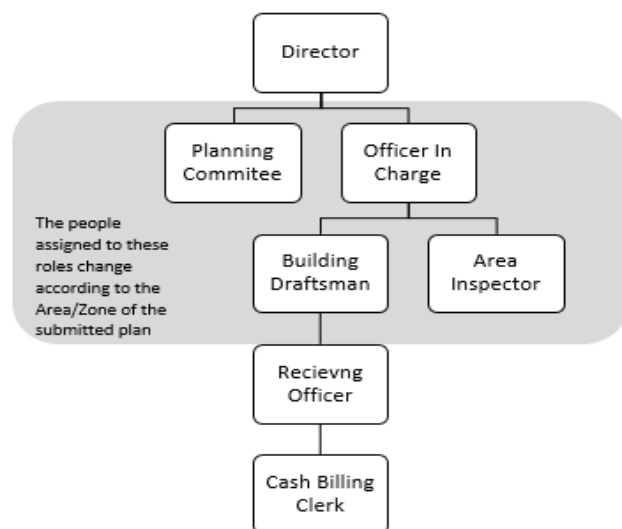 Director
Planning
Commitee
Officer In
Charge
The people
assigned to these
roles change
according to the
Area/Zone of the
submitted plan
Building
Draftsman
Area
Inspector
Recievng
Officer
Cash Billing
Clerk